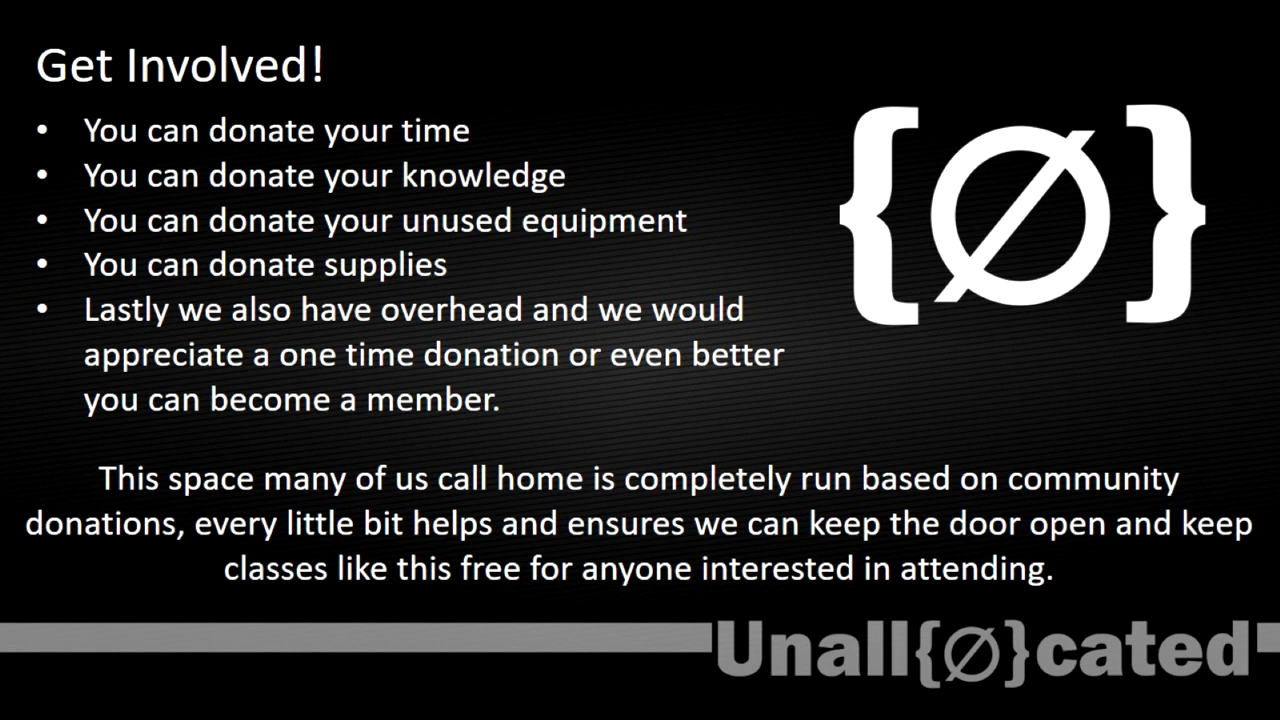 Get Involved!
• You can donate your time
• You can donate your knowledge
• You can donate your unused equipment
• You can donate supplies
• Lastly we also have overhead and we would
appreciate a one time donation or even better
you can become a member.
{Ø}
This space many of us call home is completely run based on community
donations, every little bit helps and ensures we can keep the door open and keep
classes like this free for anyone interested in attending.
Unall{Ø}cated